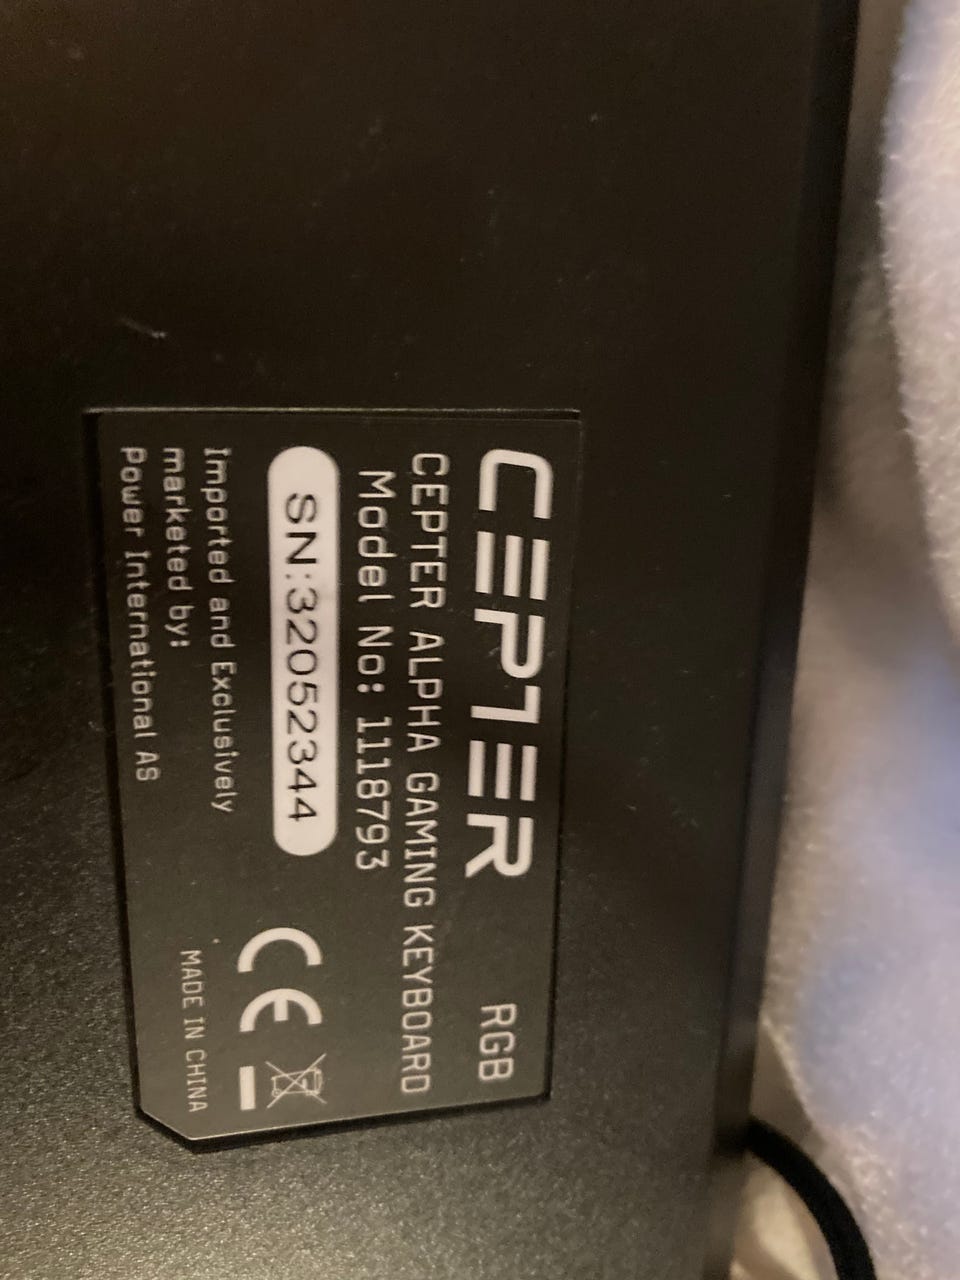 CEPTER RGB
CEPTER ALPHA GAMING KEYBOARD
Model No: 1118793
SN:32052344
Imported and Exclusively
marketed by:
Power International AS
CE
MADE IN CHINA